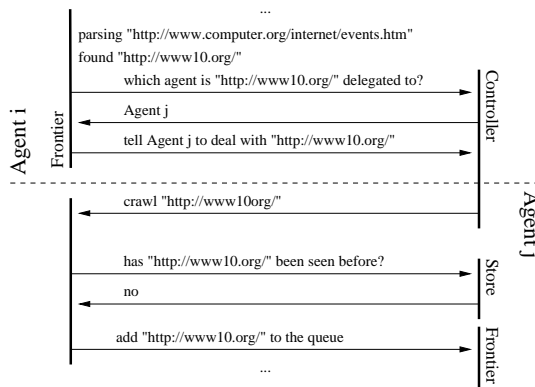 ...
parsing "http://www.computer.org/internet/events.htm"
found "http://www10.org/"
which agent is "http://www10.org/" delegated to?
Agent j
tell Agent j to deal with "http://www10.org/"
Agent i
Frontier
Controller
crawl "http://www10org/"
Agent j
has "http://www10.org/" been seen before?
no
Store
add "http://www10.org/" to the queue
Frontier
...